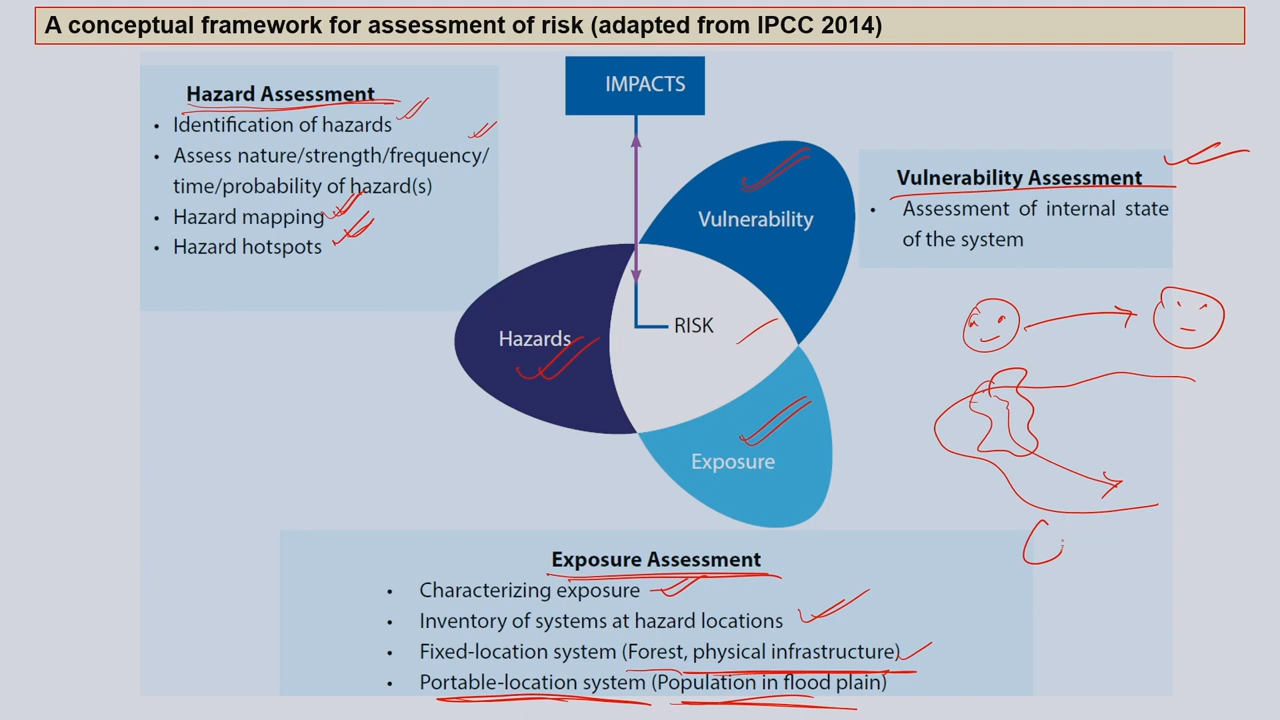 A conceptual framework for assessment of risk (adapted from IPCC 2014)
IMPACTS
Hazard Assessment
• Identification of hazards
• Assess nature/strength/frequency/
time/probability of hazard(s)
• Hazard mapping
• Hazard hotspots
Vulnerability Assessment
• Assessment of internal state
of the system
Vulnerability
Hazards
RISK
Exposure
Exposure Assessment
• Characterizing exposure
• Inventory of systems at hazard locations
• Fixed-location system (Forest, physical infrastructure)
• Portable-location system (Population in flood plain)